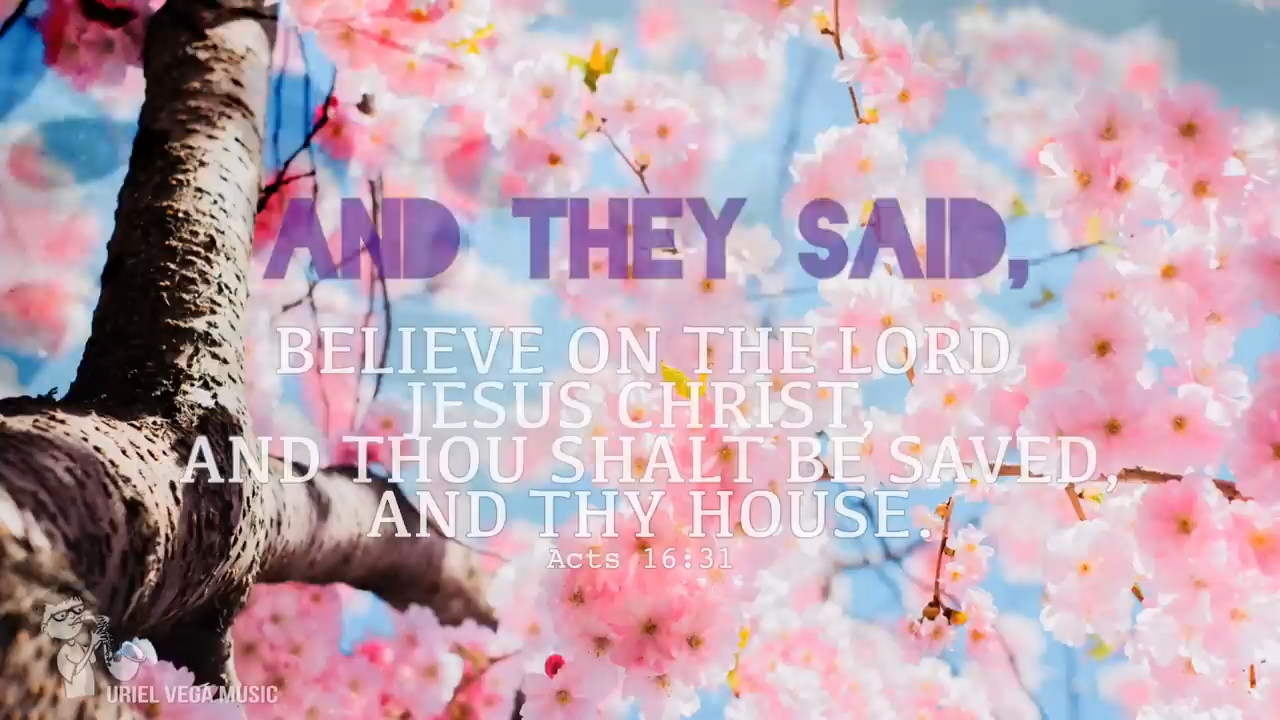 AND THEY SAID,
BELIEVE ON THE LORD
JESUS CHRIST,
AND THOU SHALT BE SAVED,
AND THY HOUSE.
Acts 16:31
URIEL VEGA MUSIC